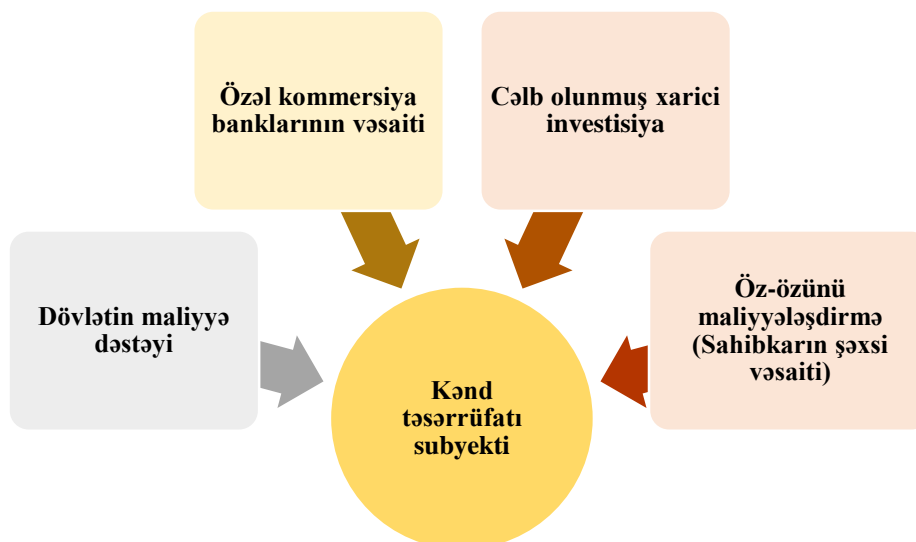 Özəl kommersiya
banklarının vəsaiti
Cəlb olunmuş xarici
investisiya
Dövlətin maliyyə
dəstəyi
Öz-özünü
maliyyələşdirmə
(Sahibkarın şəxsi
vəsaiti)
Kənd
təsərrüfatı
subyekti